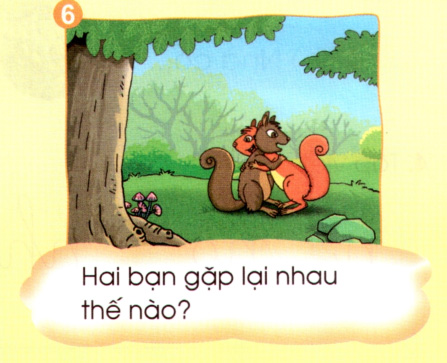 6
Hai bạn gặp lại nhau
thế nào?